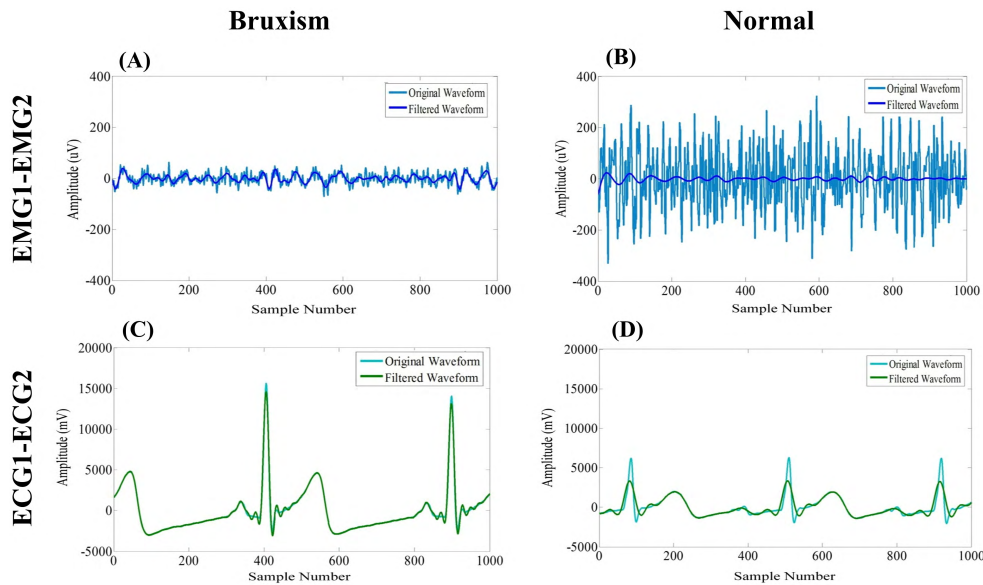 Bruxism
Normal
EMG1-EMG2
(A)
400
200
0
-200
-400
Amplitude (uV)
Original Waveform
Filtered Waveform
0
200
400
600
800
1000
Sample Number
(B)
400
200
0
-200
-400
Amplitude (uV)
Original Waveform
Filtered Waveform
0
200
400
600
800
1000
Sample Number
ECG1-ECG2
(C)
20000
15000
10000
5000
0
-5000
Amplitude (mV)
Original Waveform
Filtered Waveform
0
200
400
600
800
1000
Sample Number
(D)
20000
15000
10000
5000
0
-5000
Amplitude (mV)
Original Waveform
Filtered Waveform
0
200
400
600
800
1000
Sample Number